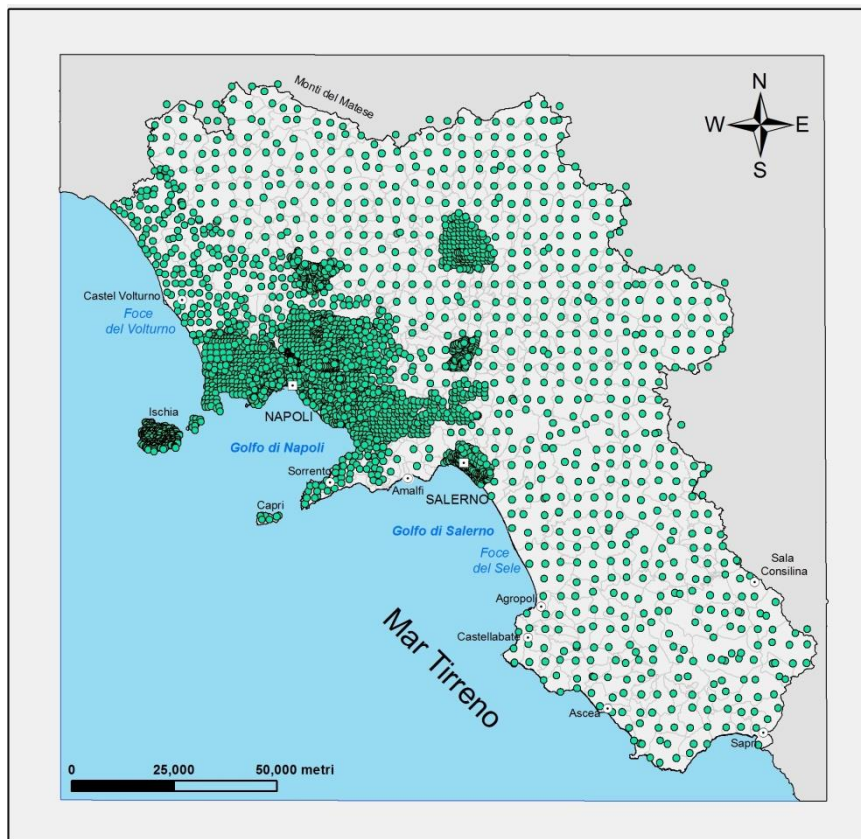 Monti del Matese
N
W E
S
Castel Volturno
Foce
del Volturno
Ischia
NAPOLI
Golfo di Napoli
Sorrento
Amalfi
SALERNO
Capri
Golfo di Salerno
Foce
del Sele
Sala
Consilina
Agropoli
Castellabate
Mar Tirreno
Ascea
Sapri
0 25,000 50,000 metri